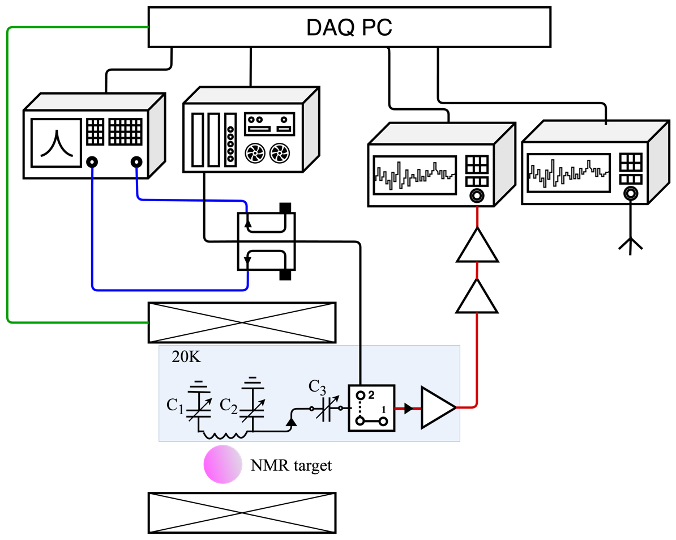 DAQ PC
20K
C1
C2
C3
2
1
NMR target